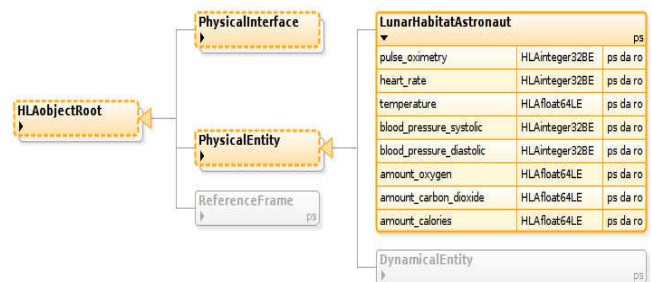 HLAobjectRoot
PhysicalInterface
PhysicalEntity
ReferenceFrame
ps
LunarHabitatAstronaut
ps
pulse_oximetry HLAinteger32BE ps da ro
heart_rate HLAinteger32BE ps da ro
temperature HLAfloat64LE ps da ro
blood_pressure_systolic HLAinteger32BE ps da ro
blood_pressure_diastolic HLAinteger32BE ps da ro
amount_oxygen HLAfloat64LE ps da ro
amount_carbon_dioxide HLAfloat64LE ps da ro
amount_calories HLAfloat64LE ps da ro
DynamicalEntity
ps